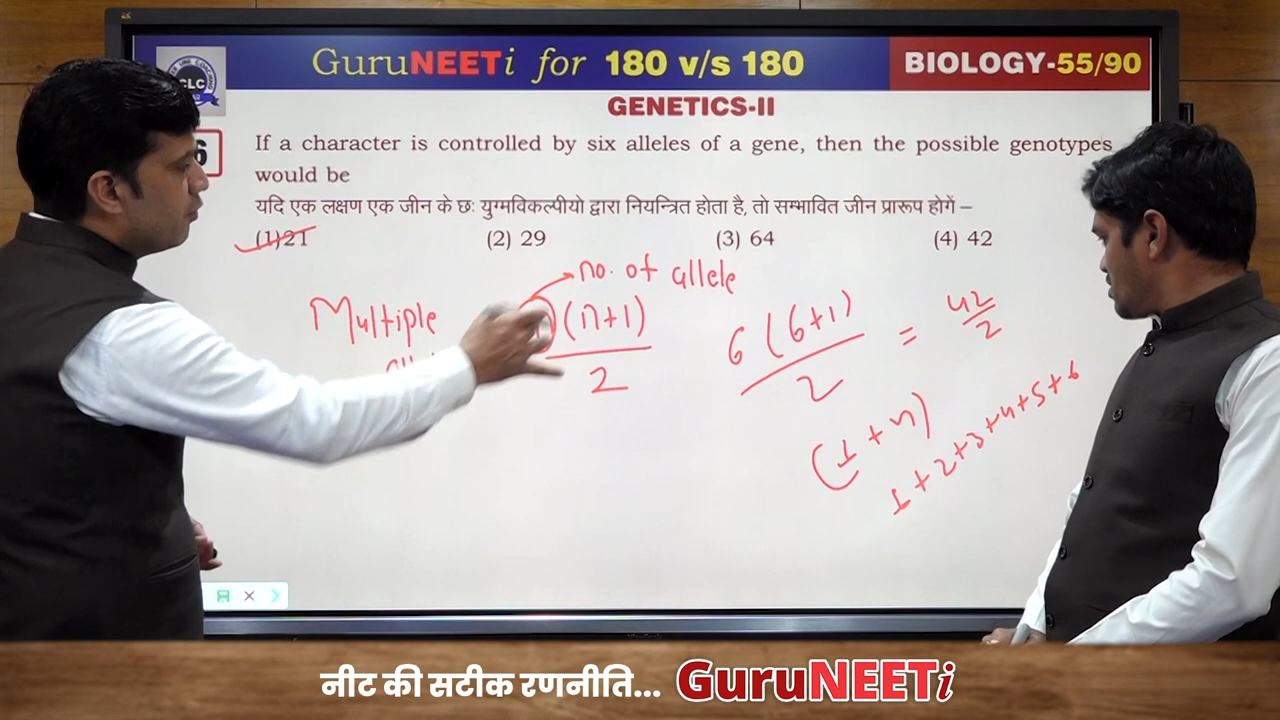 GuruNEETi for 180 v/s 180
BIOLOGY-55/90
CLC
GENETICS-II
6 If a character is controlled by six alleles of a gene, then the possible genotypes
would be
यदि एक लक्षण एक जीन के छः युग्मविकल्पीयो द्वारा नियन्त्रित होता है, तो सम्भावित जीन प्रारूप होगें –
(1) 21 (2) 29 (3) 64 (4) 42
no. of allele
Multiple
(n+1)
2
6 (6+1)
2
= 42
2
(1 + n)
1 + 2 + 3 + 4 + 5 + 6
नीट की सटीक रणनीति... GuruNEETi